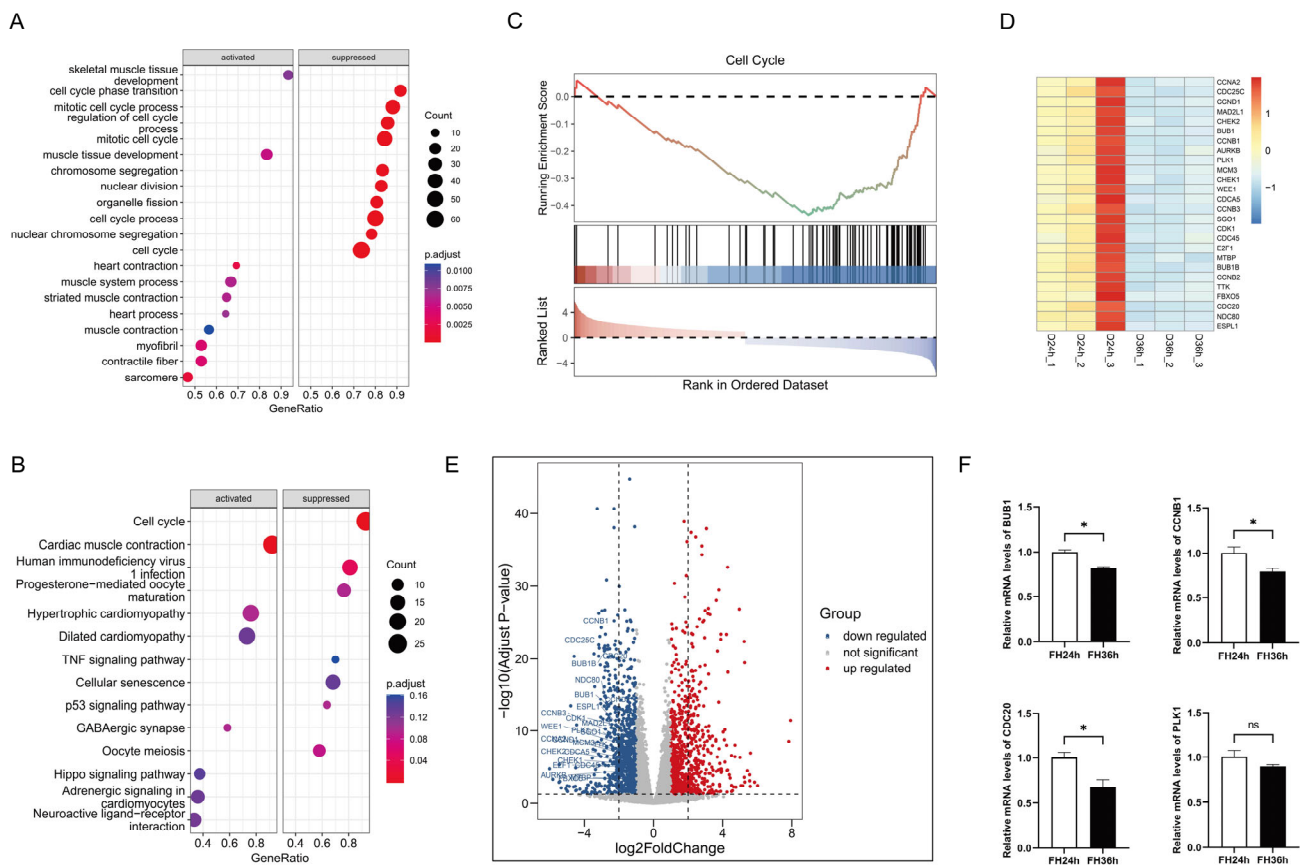 A
activated
suppressed
skeletal muscle tissue
development
cell cycle phase transition
mitotic cell cycle process
regulation of cell cycle
process
mitotic cell cycle
muscle tissue development
chromosome segregation
nuclear division
organelle fission
cell cycle process
nuclear chromosome segregation
cell cycle
heart contraction
muscle system process
striated muscle contraction
heart process
muscle contraction
myofibril
contractile fiber
sarcomere
0.5 0.6 0.7 0.8 0.9
0.5 0.6 0.7 0.8 0.9
GeneRatio
Count
10
20
30
40
50
60
p.adjust
0.0100
0.0075
0.0050
0.0025
B
activated
suppressed
Cell cycle
Cardiac muscle contraction
Human immunodeficiency virus
1 infection
Progesterone−mediated oocyte
maturation
Hypertrophic cardiomyopathy
Dilated cardiomyopathy
TNF signaling pathway
Cellular senescence
p53 signaling pathway
GABAergic synapse
Oocyte meiosis
Hippo signaling pathway
Adrenergic signaling in
cardiomyocytes
Neuroactive ligand−receptor
interaction
0.4 0.6 0.8
0.4 0.6 0.8
GeneRatio
Count
10
15
20
25
p.adjust
0.16
0.12
0.08
0.04
C
Cell Cycle
Running Enrichment Score
0.0
−0.1
−0.2
−0.3
−0.4
Ranked List
4
0
−4
Rank in Ordered Dataset
D
CCNA2
CDC25C
CCND1
MAD2L1
CHEK2
BUB1
CCNB1
AURKB
PLK1
MCM3
CHEK1
WEE1
CDCA5
CCNB3
SGO1
CDK1
CDC45
E2F1
MTBP
BUB1B
CCND2
TTK
FBXO5
CDC20
NDC80
ESPL1
D24h_1
D24h_2
D24h_3
D36h_1
D36h_2
D36h_3
1
0
−1
E
−log10(Adjust P−value)
40
30
20
10
0
CCNB1
CDC25C
BUB1B
NDC80
BUB1
ESPL1
CCNB3
CDK1
MAD2L1
WEE1
CHEK2
CDCA5
CHEK1
AURKB
−4 0 4 8
log2FoldChange
Group
down regulated
not significant
up regulated
F
Relative mRNA levels of BUB1
1.5
1.0
0.5
0.0
*
FH24h FH36h
Relative mRNA levels of CCNB1
1.5
1.0
0.5
0.0
*
FH24h FH36h
Relative mRNA levels of CDC20
1.5
1.0
0.5
0.0
*
FH24h FH36h
Relative mRNA levels of PLK1
1.5
1.0
0.5
0.0
ns
FH24h FH36h